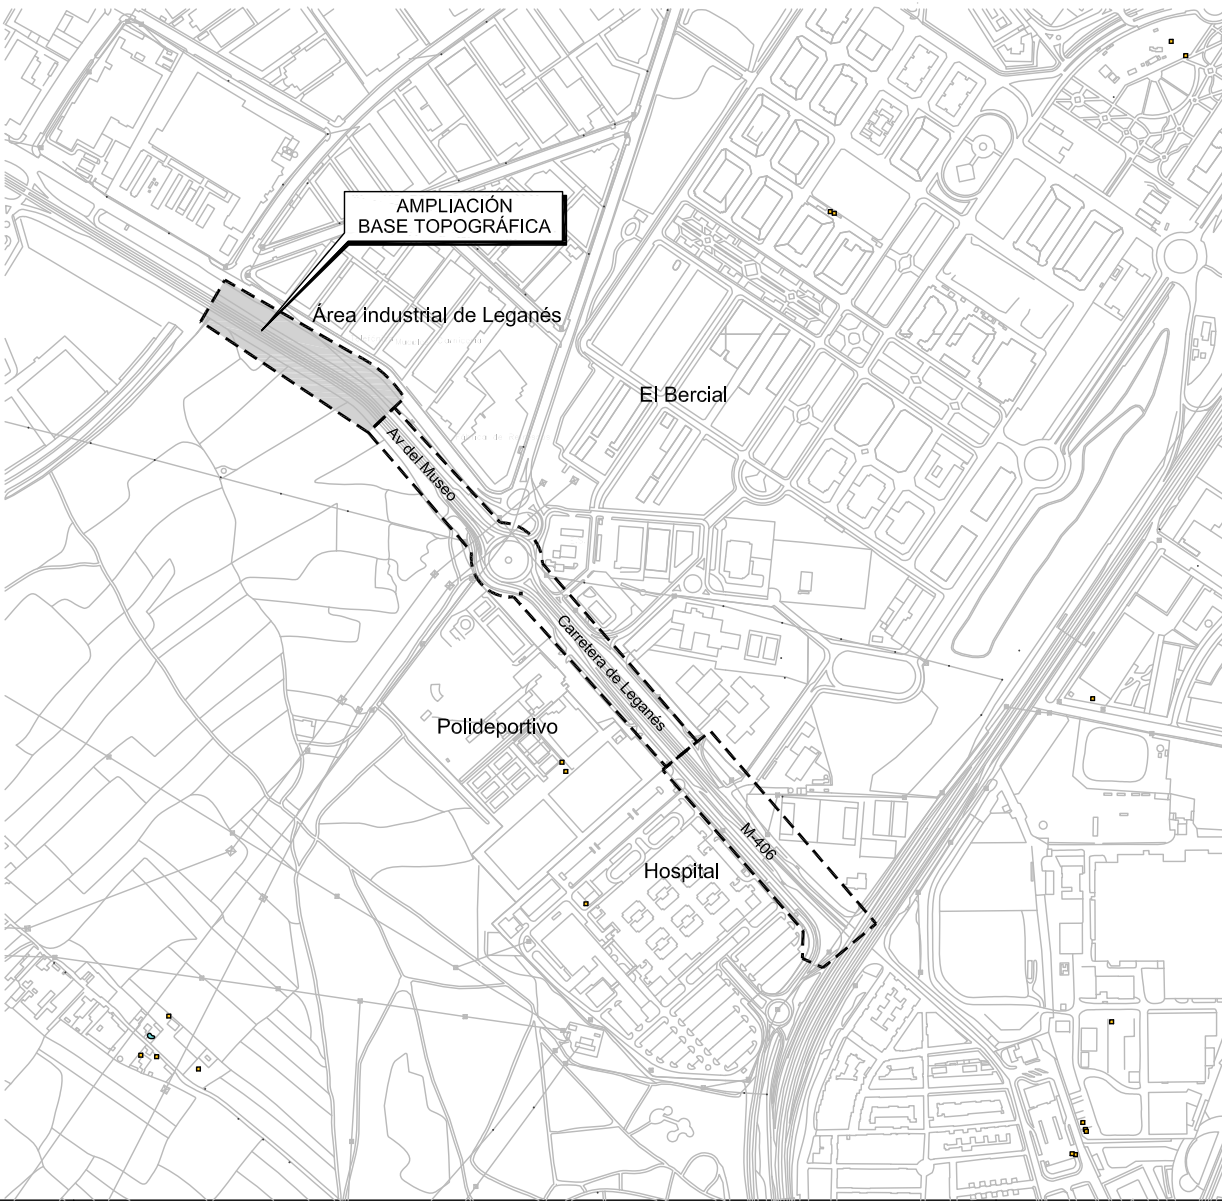 AMPLIACIÓN
BASE TOPOGRÁFICA
Área industrial de Leganés
El Bercial
Av del Museo
Carretera de Leganés
Polideportivo
M-406
Hospital